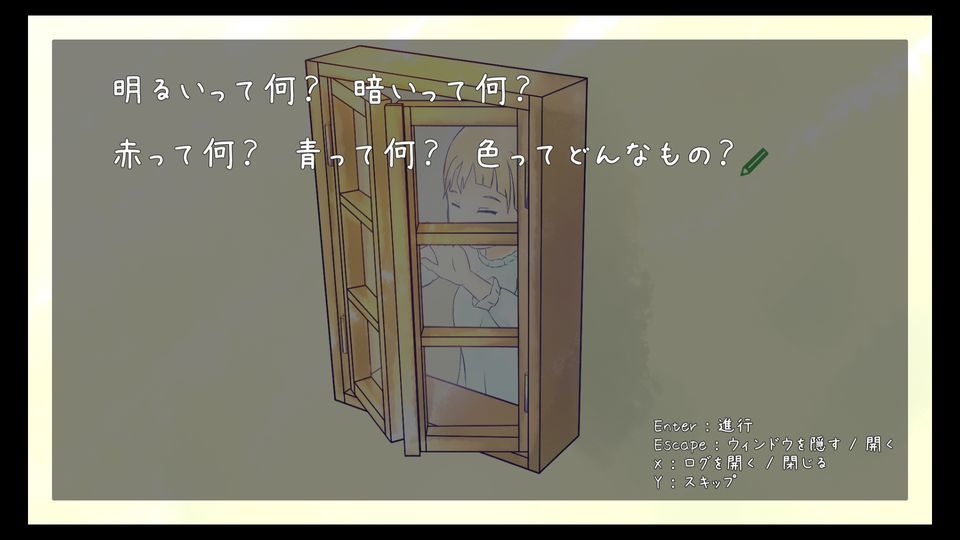 明るいって何？　暗いって何？
赤って何？　青って何？　色ってどんなもの？
Enter : 進行
Escape : ウィンドウを隠す / 開く
X : ログを開く / 閉じる
Y : スキップ